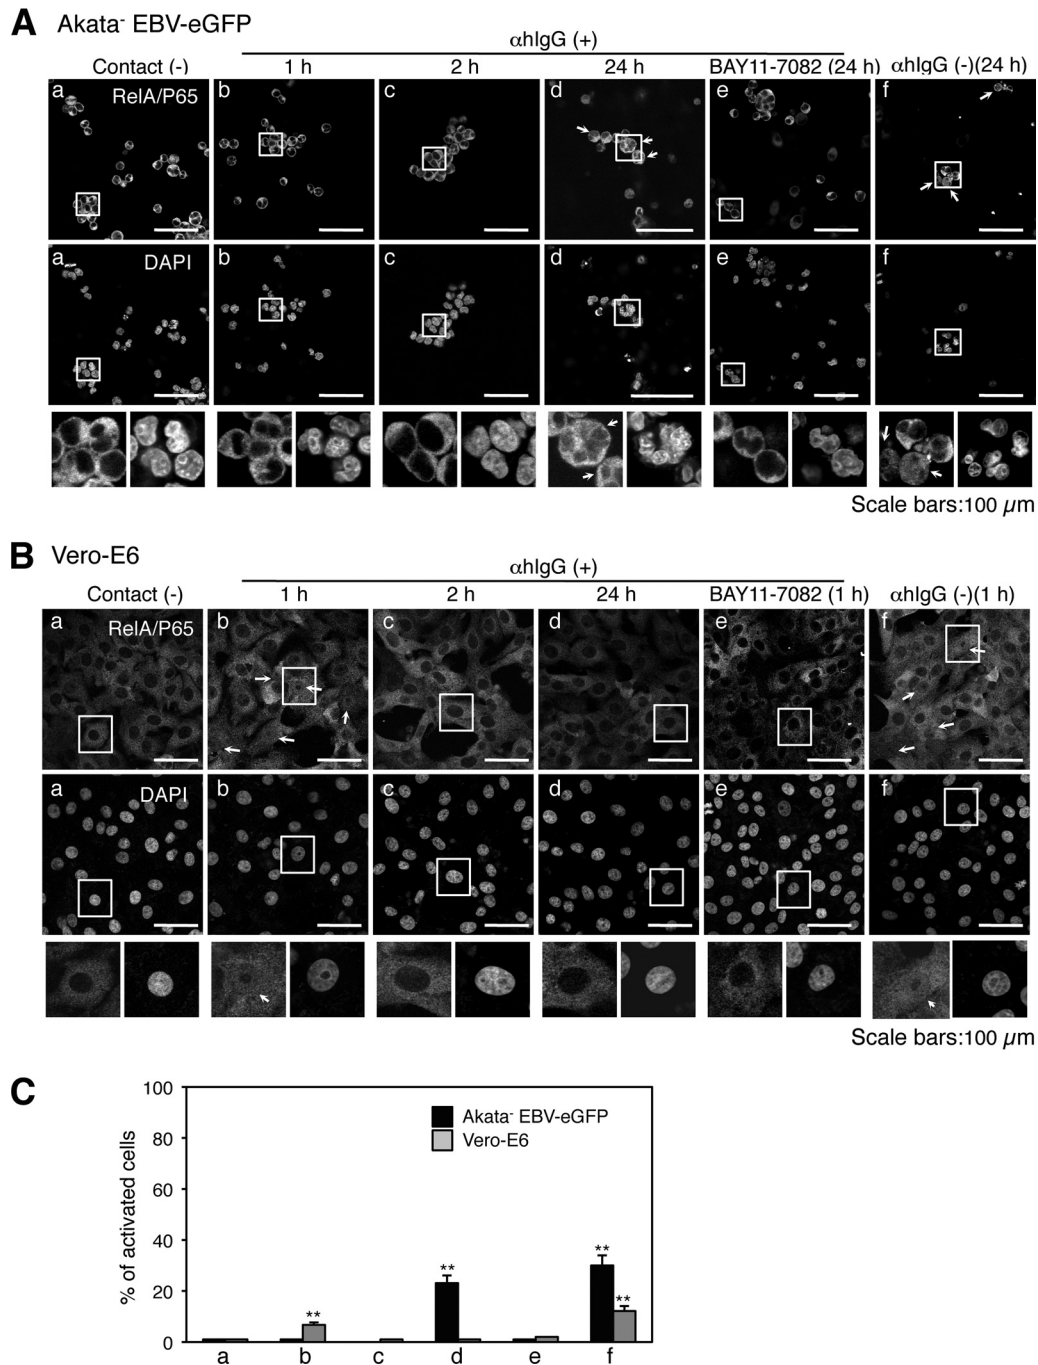 A Akata⁻ EBV-eGFP
αhIgG (+)
Contact (-) 1 h 2 h 24 h BAY11-7082 (24 h) αhIgG (-)(24 h)
a b c d e f
RelA/P65
a b c d e f
DAPI
Scale bars:100 µm
B Vero-E6
αhIgG (+)
Contact (-) 1 h 2 h 24 h BAY11-7082 (1 h) αhIgG (-)(1 h)
a b c d e f
RelA/P65
a b c d e f
DAPI
Scale bars:100 µm
C
% of activated cells
100
80
60
40
20
0
Akata⁻ EBV-eGFP
Vero-E6
** ** ** **
a b c d e f